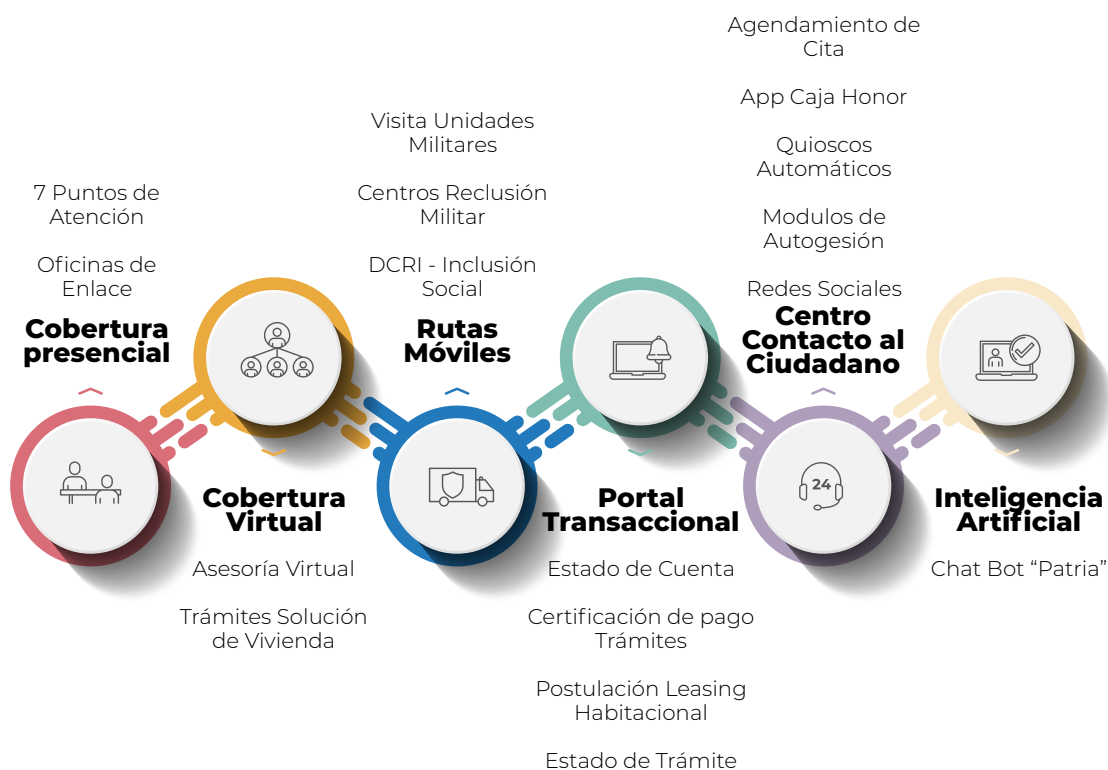 7 Puntos de
Atención
Oficinas de
Enlace
Cobertura
presencial
Cobertura
Virtual
Asesoría Virtual
Trámites Solución
de Vivienda
Visita Unidades
Militares
Centros Reclusión
Militar
DCRI - Inclusión
Social
Rutas
Móviles
Portal
Transaccional
Estado de Cuenta
Certificación de pago
Trámites
Postulación Leasing
Habitacional
Estado de Trámite
Agendamiento de
Cita
App Caja Honor
Quioscos
Automáticos
Modulos de
Autogesión
Redes Sociales
Centro
Contacto al
Ciudadano
24
Inteligencia
Artificial
Chat Bot “Patria”